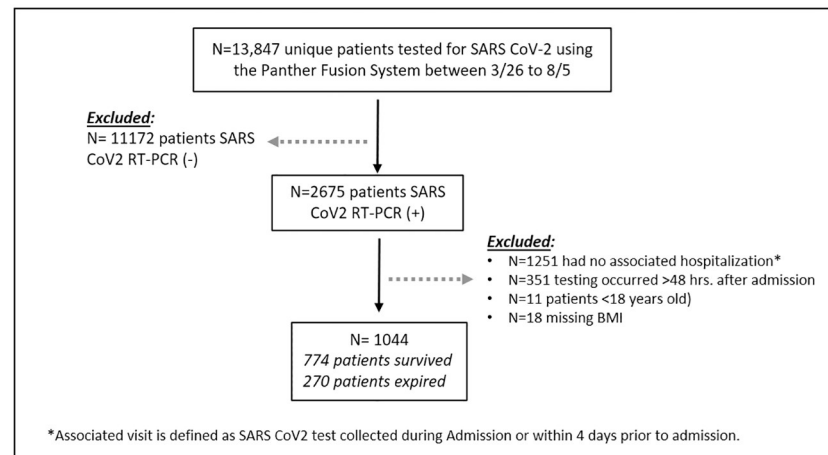 N=13,847 unique patients tested for SARS CoV-2 using
the Panther Fusion System between 3/26 to 8/5
Excluded:
N= 11172 patients SARS
CoV2 RT-PCR (-)
N=2675 patients SARS
CoV2 RT-PCR (+)
Excluded:
• N=1251 had no associated hospitalization*
• N=351 testing occurred >48 hrs. after admission
• N=11 patients <18 years old)
• N=18 missing BMI
N= 1044
774 patients survived
270 patients expired
*Associated visit is defined as SARS CoV2 test collected during Admission or within 4 days prior to admission.